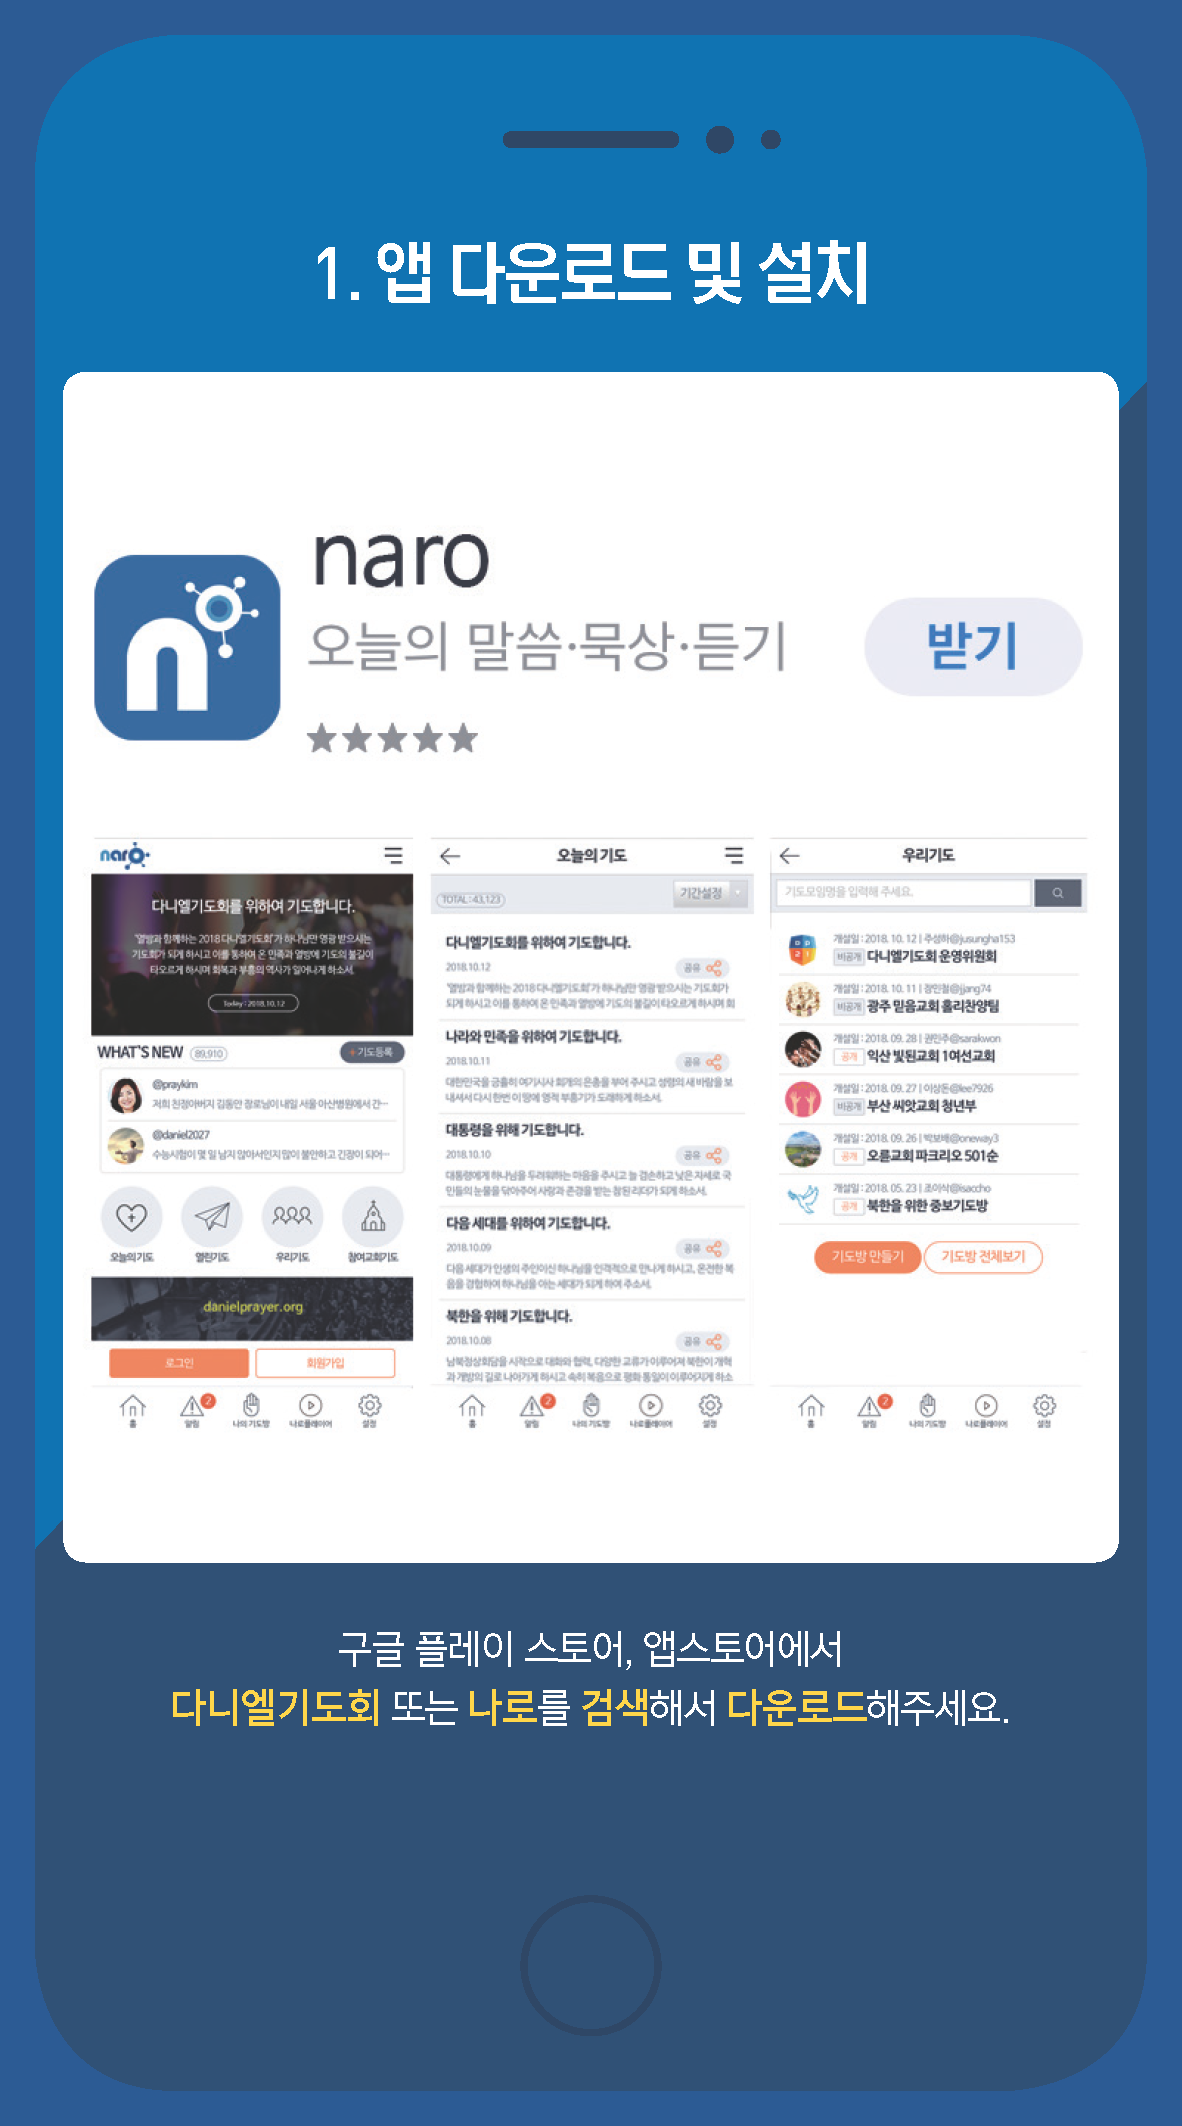 1. 앱 다운로드 및 설치
naro
오늘의 말씀·묵상·듣기
받기
naro
다니엘기도회를 위하여 기도합니다.
'열방과 함께하는 2018 다니엘기도회'가 하나님만 영광 받으시는
기도회가 되게 하시고 이를 통하여 온 민족과 열방에 기도의 불길이
타오르게 하시며 회복과 부흥의 역사가 일어나게 하소서.
Today : 2018.10.12
WHAT'S NEW 89,910
+ 기도등록
@praykim
저희 친정아버지 김동안 장로님이 내일 서울 아산병원에서 간…
@daniel2027
수능시험이 몇 일 남지 않아서인지 많이 불안하고 긴장이 되어…
오늘의기도 열린기도 우리기도 참여교회기도
danielprayer.org
로그인 회원가입
홈 알림 2 나의 기도방 나로플레이어 설정
오늘의 기도
TOTAL : 43,123
기간설정
다니엘기도회를 위하여 기도합니다.
2018.10.12 공유
'열방과 함께하는 2018 다니엘기도회'가 하나님만 영광 받으시는 기도회가
되게 하시고 이를 통하여 온 민족과 열방에 기도의 불길이 타오르게 하시며 회
나라와 민족을 위하여 기도합니다.
2018.10.11 공유
대한민국을 긍휼히 여기시사 회개의 은총을 부어 주시고 성령의 새 바람을 보
내셔서 다시 한번 이 땅에 영적 부흥기가 도래하게 하소서.
대통령을 위해 기도합니다.
2018.10.10 공유
대통령에게 하나님을 두려워하는 마음을 주시고 늘 겸손하고 낮은 자세로 국
민들의 눈물을 닦아주어 사랑과 존경을 받는 참된 리더가 되게 하소서.
다음 세대를 위하여 기도합니다.
2018.10.09 공유
다음 세대가 인생의 주인이신 하나님을 인격적으로 만나게 하시고, 온전한 복
음을 경험하여 하나님을 아는 세대가 되게 하여 주소서.
북한을 위해 기도합니다.
2018.10.08 공유
남북정상회담을 시작으로 대화와 협력, 다양한 교류가 이루어져 북한이 개혁
과 개방의 길로 나아가게 하시고 속히 복음으로 평화 통일이 이루어지게 하소
홈 알림 2 나의 기도방 나로플레이어 설정
우리기도
기도모임명을 입력해 주세요.
개설일 : 2018. 10. 12 | 주성하@jusungha153
비공개 다니엘기도회 운영위원회
개설일 : 2018. 10. 11 | 장민철@jjang74
비공개 광주 믿음교회 홀리찬양팀
개설일 : 2018. 09. 28 | 권민주@sarakwon
공개 익산 빛된교회 1여선교회
개설일 : 2018. 09. 27 | 이상돈@lee7926
비공개 부산 씨앗교회 청년부
개설일 : 2018. 09. 26 | 박보배@oneway3
공개 오륜교회 파크리오 501순
개설일 : 2018. 05. 23 | 조이삭@isaccho
공개 북한을 위한 중보기도방
기도방 만들기 기도방 전체보기
홈 알림 2 나의 기도방 나로플레이어 설정
구글 플레이 스토어, 앱스토어에서
다니엘기도회 또는 나로를 검색해서 다운로드해주세요.